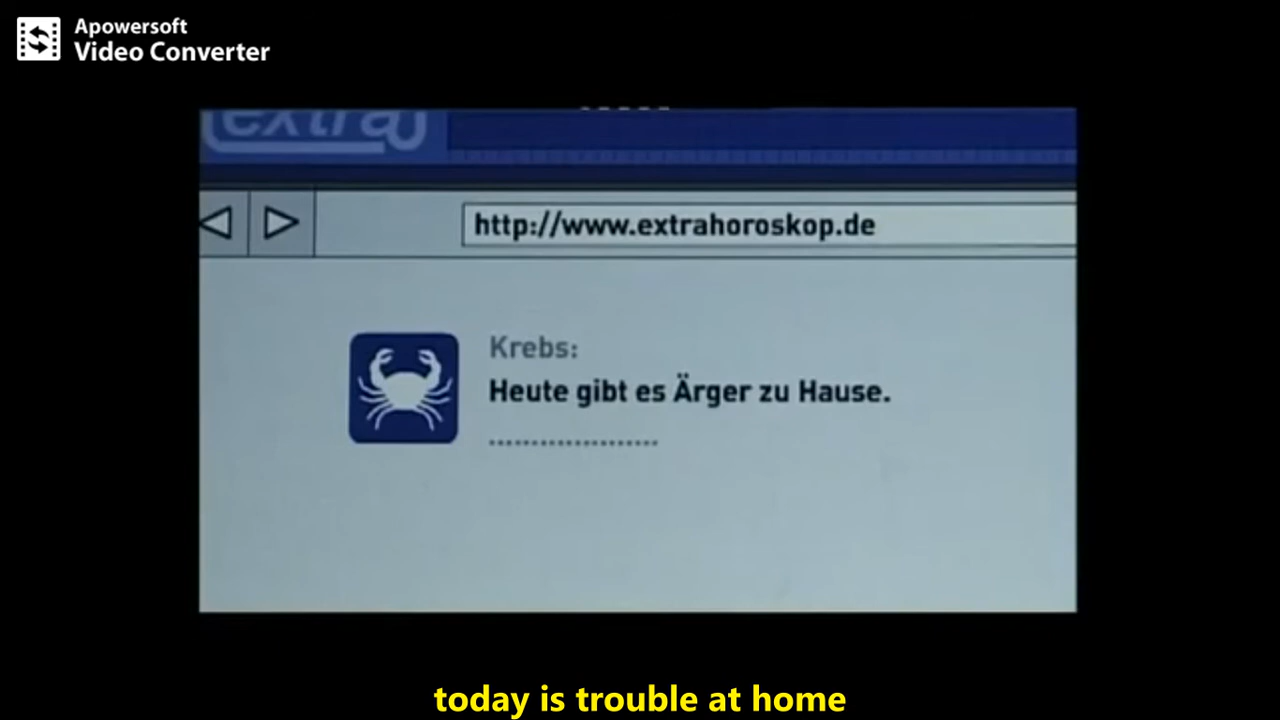 Apowersoft
Video Converter
extra
http://www.extrahoroskop.de
Krebs:
Heute gibt es Ärger zu Hause.
today is trouble at home